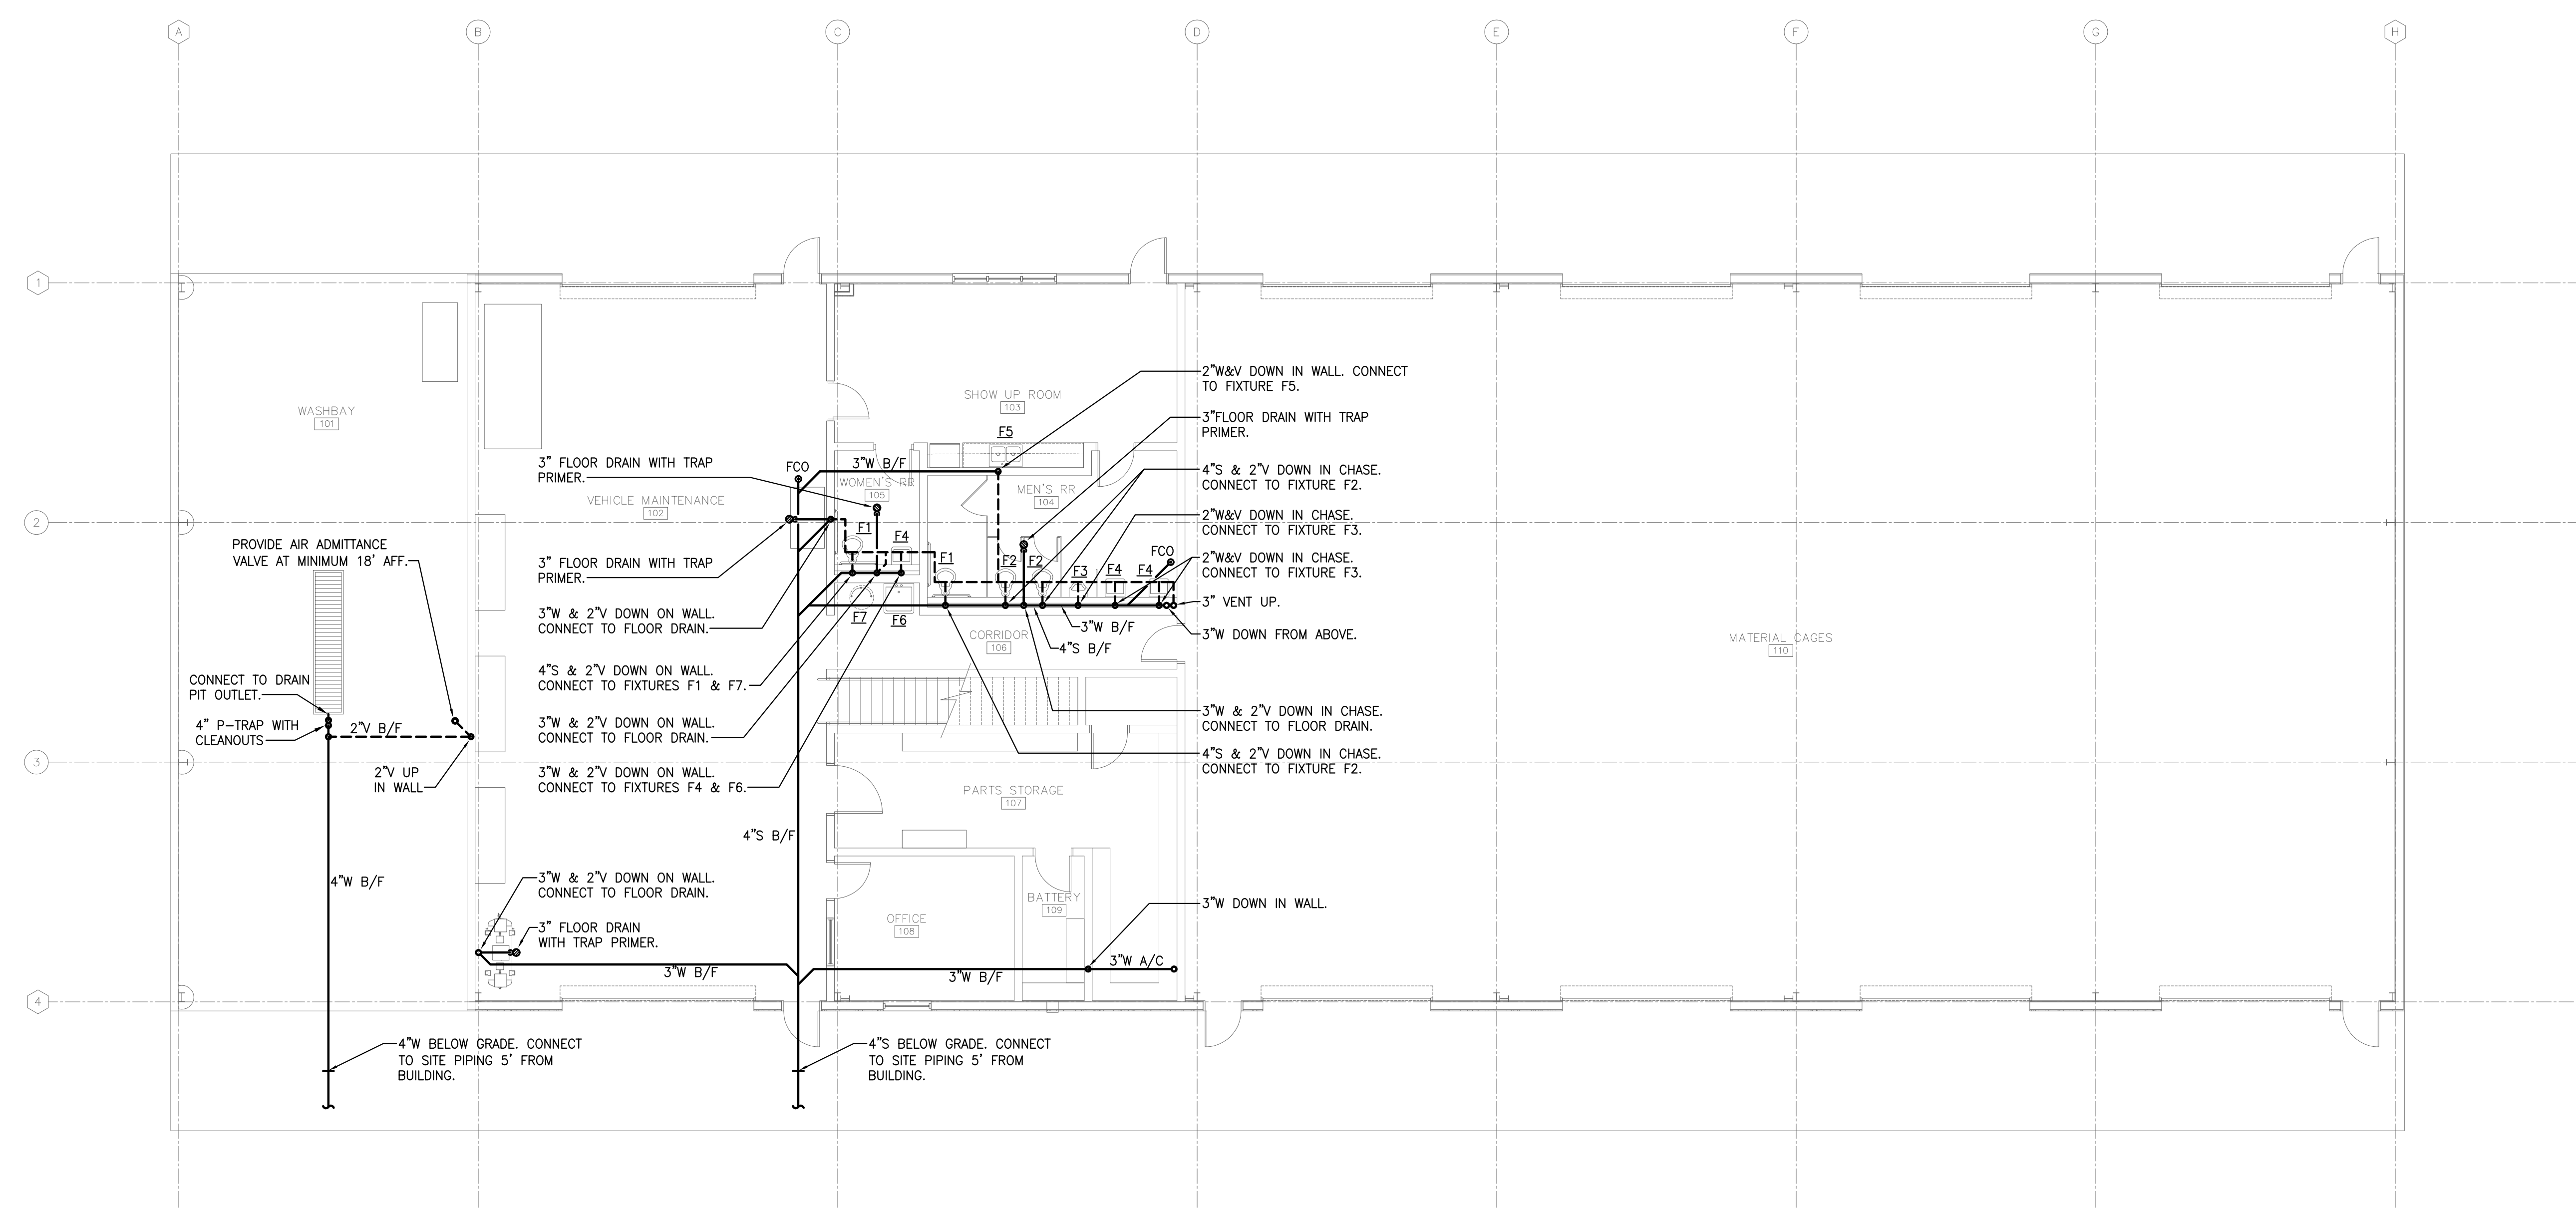 A
B
C
D
E
F
G
H
1
2"W&V DOWN IN WALL. CONNECT
TO FIXTURE F5.
SHOW UP ROOM
103
WASHBAY
101
3"FLOOR DRAIN WITH TRAP
PRIMER.
F5
3" FLOOR DRAIN WITH TRAP
PRIMER.
FCO
3"W B/F
4"S & 2"V DOWN IN CHASE.
CONNECT TO FIXTURE F2.
WOMEN'S RR
105
MEN'S RR
104
VEHICLE MAINTENANCE
102
2
2"W&V DOWN IN CHASE.
CONNECT TO FIXTURE F3.
F1
F4
PROVIDE AIR ADMITTANCE
VALVE AT MINIMUM 18' AFF.
3" FLOOR DRAIN WITH TRAP
PRIMER.
F1
F2
F2
F3
F4
FCO
2"W&V DOWN IN CHASE.
CONNECT TO FIXTURE F3.
3" VENT UP.
3"W & 2"V DOWN ON WALL.
CONNECT TO FLOOR DRAIN.
F7
F6
3"W B/F
4"S B/F
3"W DOWN FROM ABOVE.
CORRIDOR
106
MATERIAL CAGES
110
4"S & 2"V DOWN ON WALL.
CONNECT TO FIXTURES F1 & F7.
CONNECT TO DRAIN
PIT OUTLET.
4" P-TRAP WITH
CLEANOUTS
2"V B/F
3"W & 2"V DOWN ON WALL.
CONNECT TO FLOOR DRAIN.
3"W & 2"V DOWN IN CHASE.
CONNECT TO FLOOR DRAIN.
3
2"V UP
IN WALL
3"W & 2"V DOWN ON WALL.
CONNECT TO FIXTURES F4 & F6.
4"S & 2"V DOWN IN CHASE.
CONNECT TO FIXTURE F2.
PARTS STORAGE
107
4"S B/F
4"W B/F
3"W & 2"V DOWN ON WALL.
CONNECT TO FLOOR DRAIN.
3" FLOOR DRAIN
WITH TRAP PRIMER.
OFFICE
108
BATTERY
109
3"W DOWN IN WALL.
3"W B/F
3"W B/F
3"W A/C
4
4"W BELOW GRADE. CONNECT
TO SITE PIPING 5' FROM
BUILDING.
4"S BELOW GRADE. CONNECT
TO SITE PIPING 5' FROM
BUILDING.